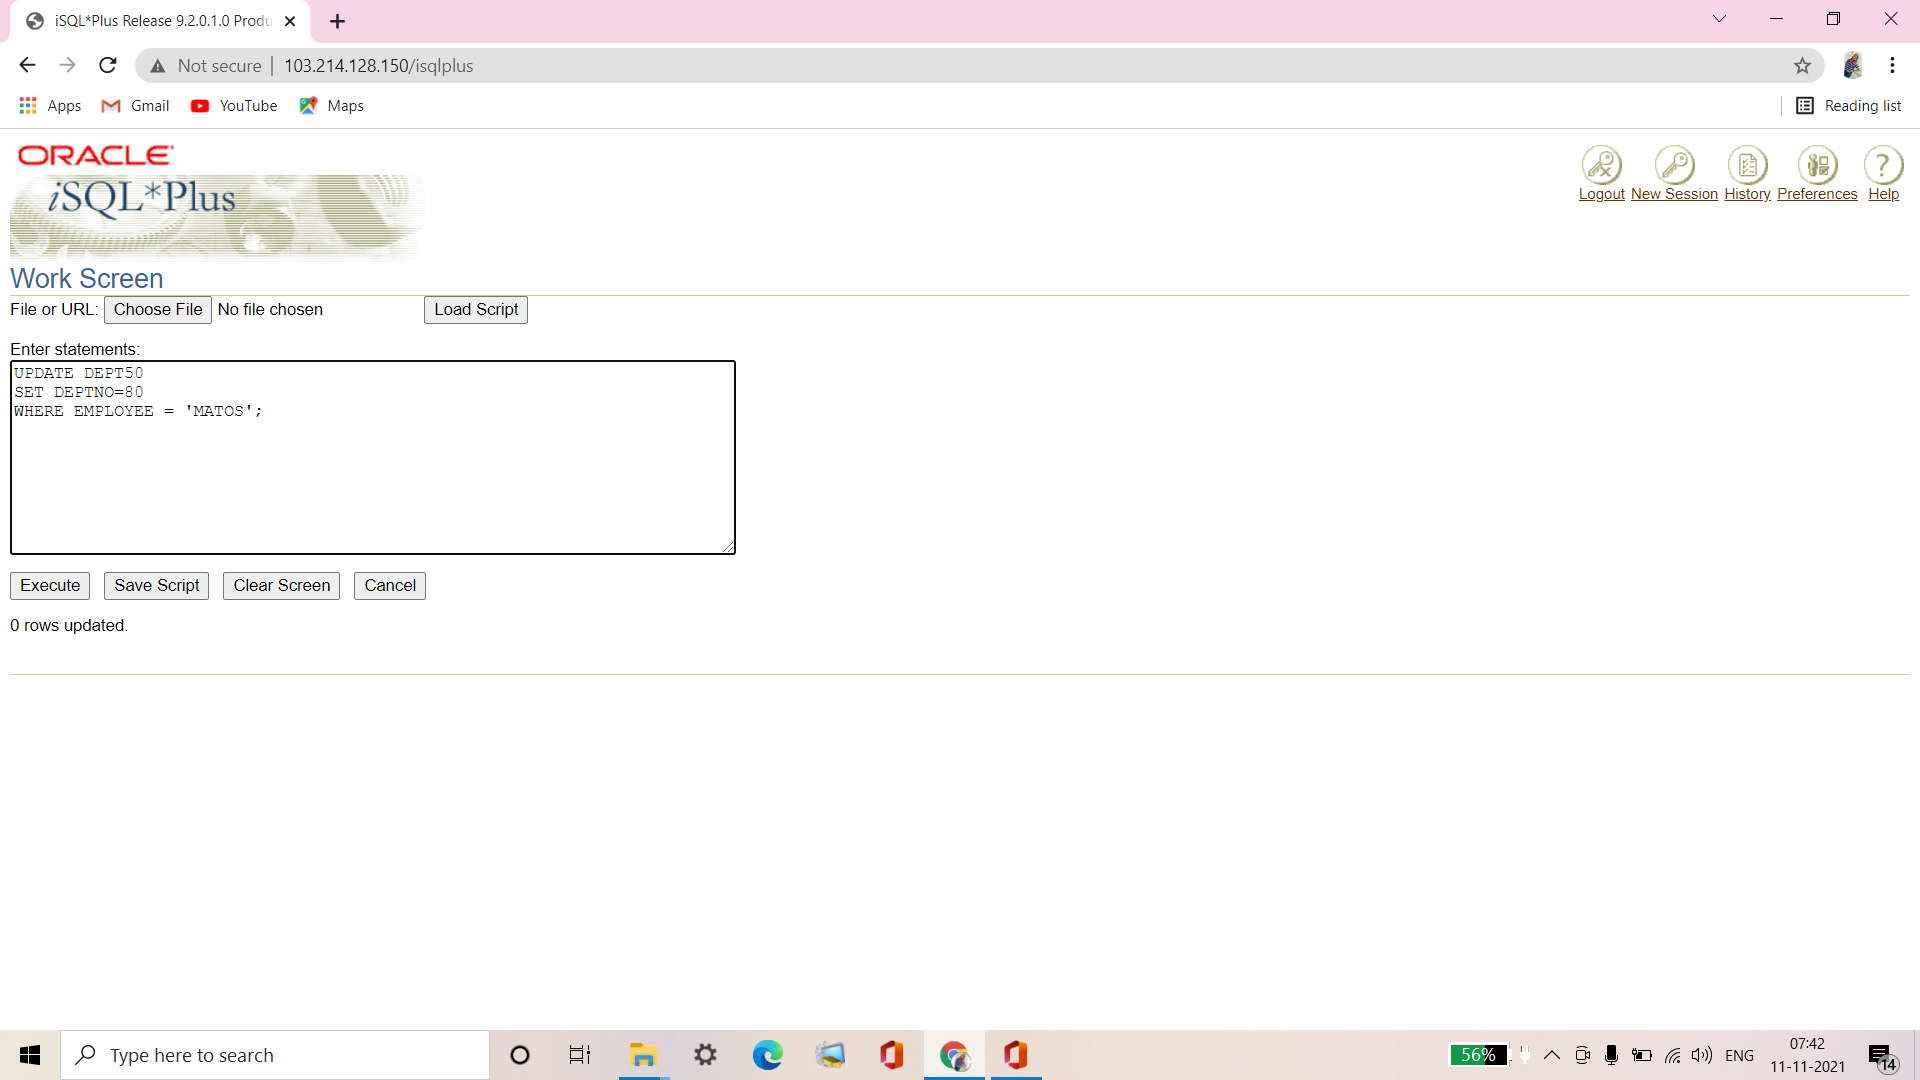 iSQL*Plus Release 9.2.0.1.0 Produ
Not secure
103.214.128.150/isqlplus
Apps
Gmail
YouTube
Maps
Reading list
ORACLE
iSQL*Plus
Logout
New Session
History
Preferences
Help
Work Screen
File or URL: Choose File No file chosen Load Script
Enter statements:
UPDATE DEPT50
SET DEPTNO=80
WHERE EMPLOYEE = 'MATOS';
Execute
Save Script
Clear Screen
Cancel
0 rows updated.
Type here to search
56%
ENG
07:42
11-11-2021
14